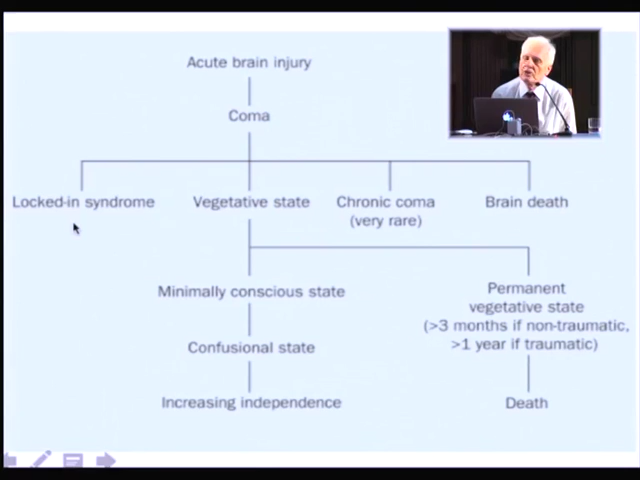 Acute brain injury
Coma
Locked-in syndrome
Vegetative state
Chronic coma
(very rare)
Brain death
Minimally conscious state
Permanent
vegetative state
(>3 months if non-traumatic,
>1 year if traumatic)
Confusional state
Increasing independence
Death